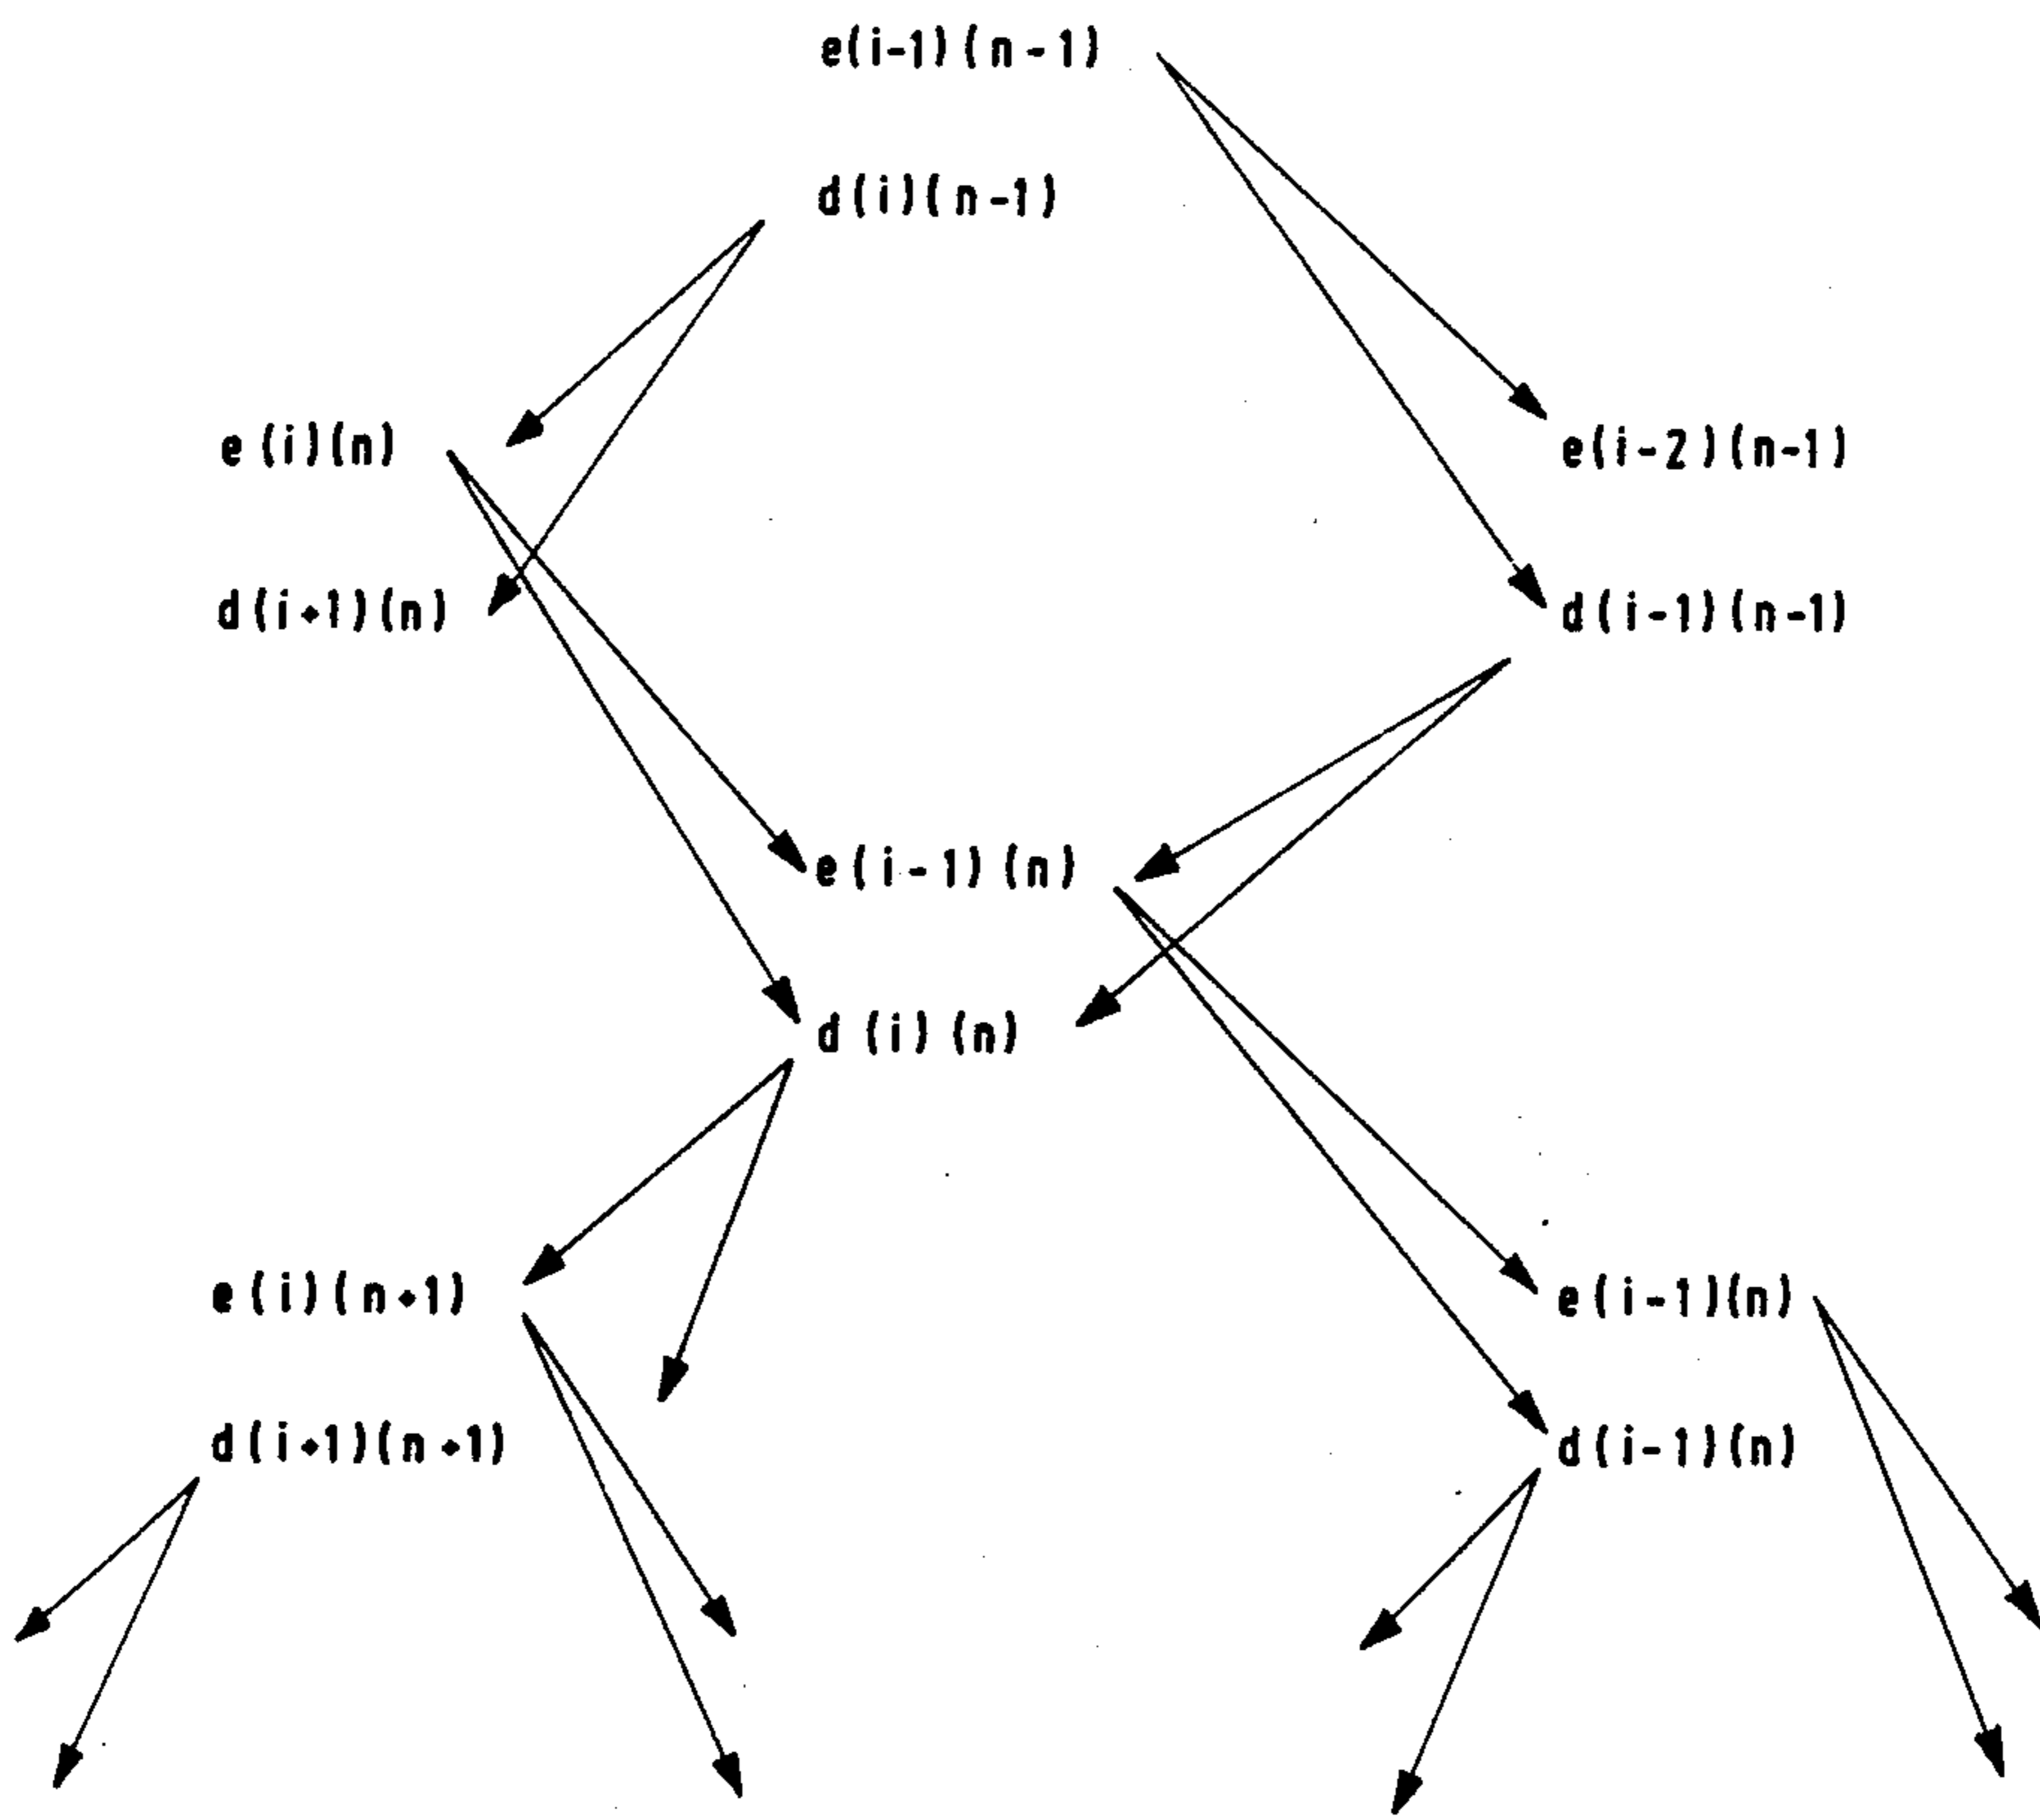 e(i-1)(n-1)
d(i)(n-1)
e(i)(n)
e(i-2)(n-1)
d(i+1)(n)
d(i-1)(n-1)
e(i-1)(n)
d(i)(n)
e(i)(n+1)
e(i-1)(n)
d(i+1)(n+1)
d(i-1)(n)